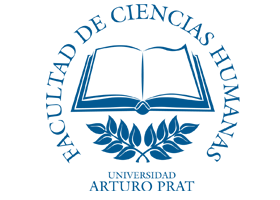 FACULTAD DE CIENCIAS HUMANAS
UNIVERSIDAD
ARTURO PRAT